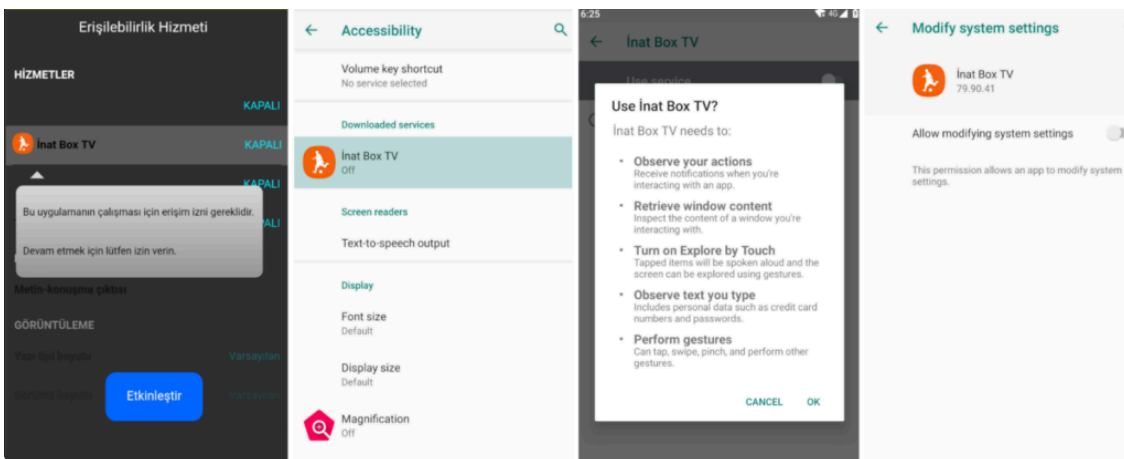 Erişilebilirlik Hizmeti
HİZMETLER
KAPALI
İnat Box TV
KAPALI
KAPALI
Bu uygulamanın çalışması için erişim izni gereklidir.
PALI
Devam etmek için lütfen izin verin.
Metin-konuşma çıktısı
GÖRÜNTÜLEME
Yazı tipi boyutu
Varsayılan
Varsayılan
Etkinleştir
Accessibility
Volume key shortcut
No service selected
Downloaded services
İnat Box TV
Off
Screen readers
Text-to-speech output
Display
Font size
Default
Display size
Default
Magnification
Off
6:25
4G
İnat Box TV
Use service
Use İnat Box TV?
İnat Box TV needs to:
• Observe your actions
Receive notifications when you're
interacting with an app.
• Retrieve window content
Inspect the content of a window you're
interacting with.
• Turn on Explore by Touch
Tapped items will be spoken aloud and the
screen can be explored using gestures.
• Observe text you type
Includes personal data such as credit card
numbers and passwords.
• Perform gestures
Can tap, swipe, pinch, and perform other
gestures.
CANCEL OK
Modify system settings
İnat Box TV
79.90.41
Allow modifying system settings
This permission allows an app to modify system
settings.